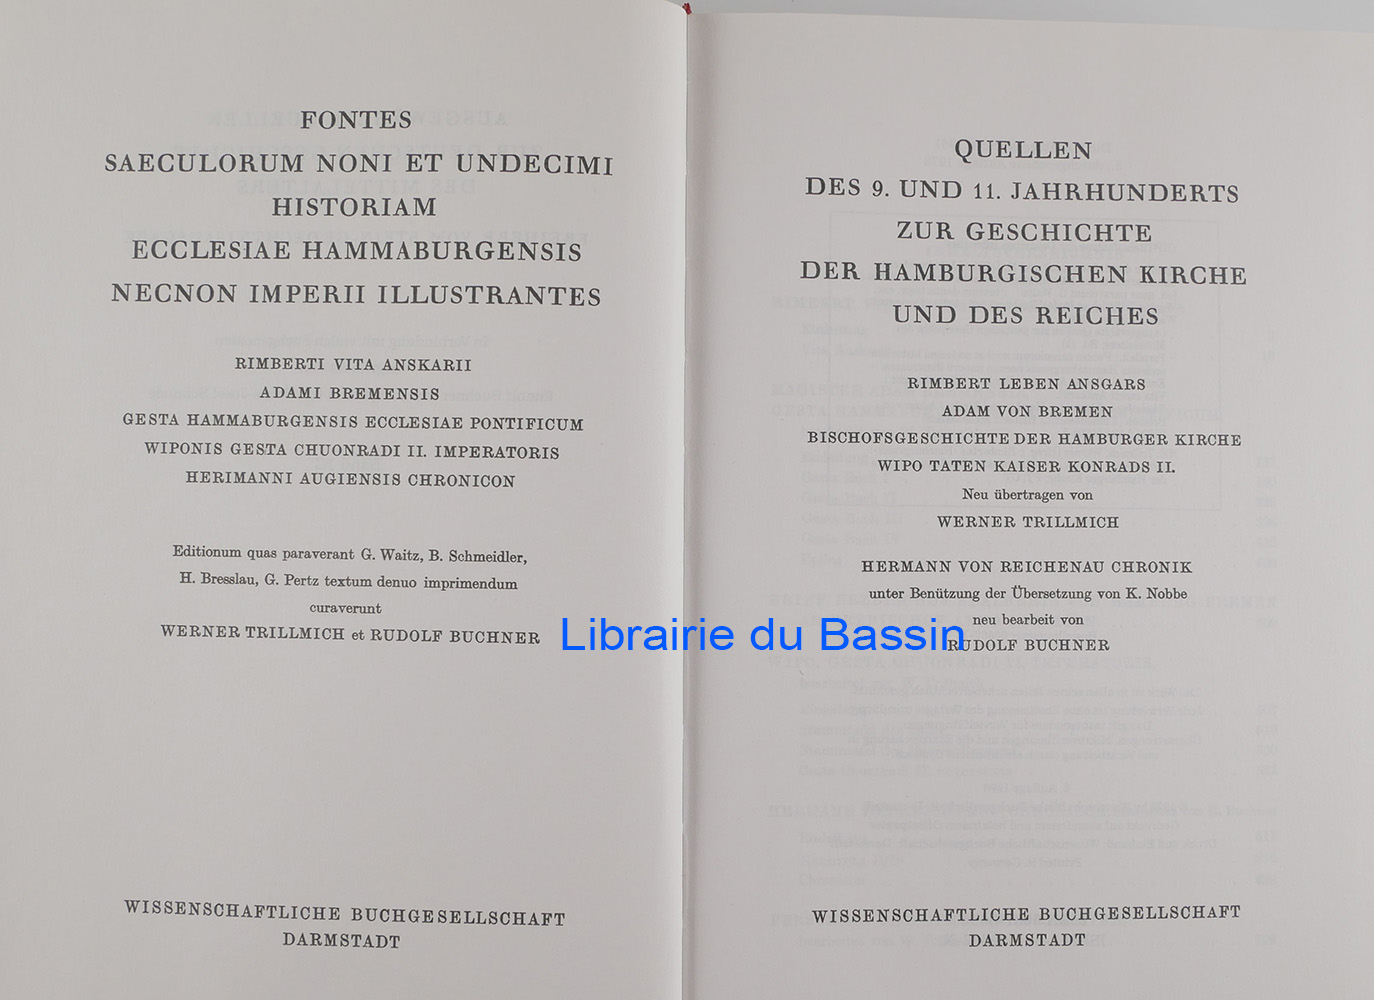 FONTES
SAECULORUM NONI ET UNDECIMI
HISTORIAM
ECCLESIAE HAMMABURGENSIS
NECNON IMPERII ILLUSTRANTES
RIMBERTI VITA ANSKARII
ADAMI BREMENSIS
GESTA HAMMABURGENSIS ECCLESIAE PONTIFICUM
WIPONIS GESTA CHUONRADI II. IMPERATORIS
HERIMANNI AUGIENSIS CHRONICON
Editionum quas paraverant G. Waitz, B. Schmeidler,
H. Bresslau, G. Pertz textum denuo imprimendum
curaverunt
WERNER TRILLMICH et RUDOLF BUCHNER
WISSENSCHAFTLICHE BUCHGESELLSCHAFT
DARMSTADT
QUELLEN
DES 9. UND 11. JAHRHUNDERTS
ZUR GESCHICHTE
DER HAMBURGISCHEN KIRCHE
UND DES REICHES
RIMBERT LEBEN ANSGARS
ADAM VON BREMEN
BISCHOFSGESCHICHTE DER HAMBURGER KIRCHE
WIPO TATEN KAISER KONRADS II.
Neu übertragen von
WERNER TRILLMICH
HERMANN VON REICHENAU CHRONIK
unter Benützung der Übersetzung von K. Nobbe
neu bearbeit von
RUDOLF BUCHNER
WISSENSCHAFTLICHE BUCHGESELLSCHAFT
DARMSTADT
Librairie du Bassin